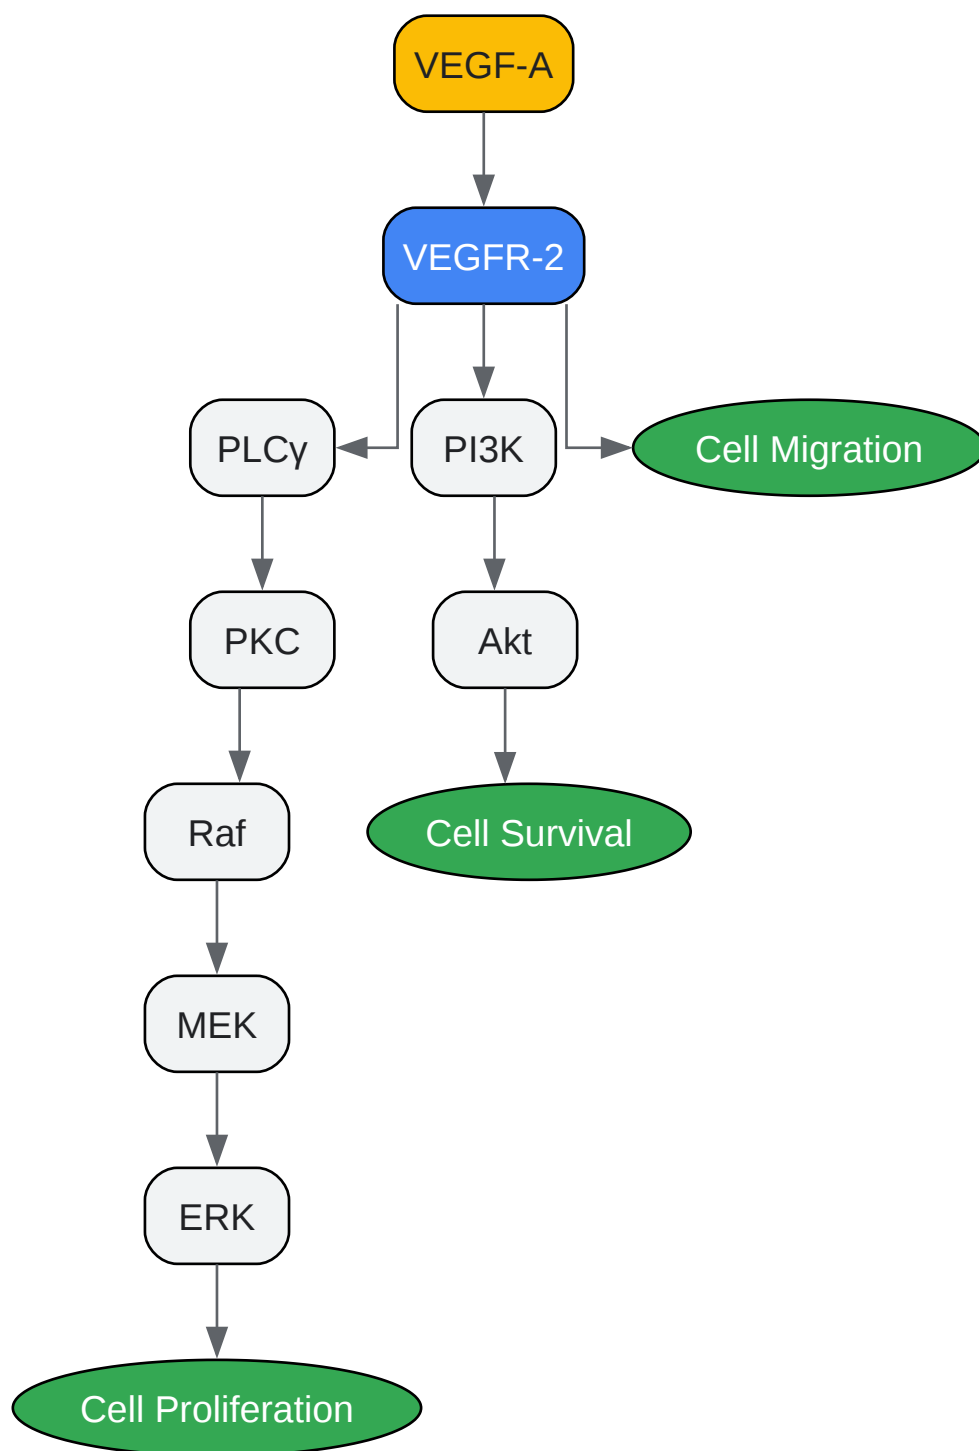 VEGF-A
VEGFR-2
PLCγ
PI3K
Cell Migration
PKC
Akt
Raf
Cell Survival
MEK
ERK
Cell Proliferation